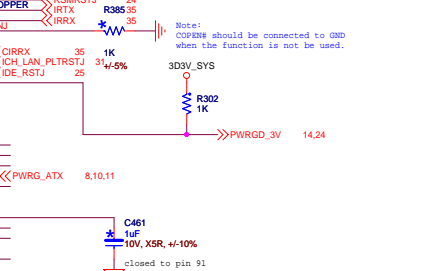 OPPER
KSMRSTJ 24
IRTX R385 35
IRRX 35
NJ
Note:
COPEN# should be connected to GND
when the function is not be used.
CIRRX 35 1K
ICH_LAN_PLTRSTJ 31 +/-5%
IDE_RSTJ 25
3D3V_SYS
R302
1K
PWRGD_3V 14,24
PWRG_ATX 8,10,11
C461
1uF
10V, X5R, +/-10%
closed to pin 91